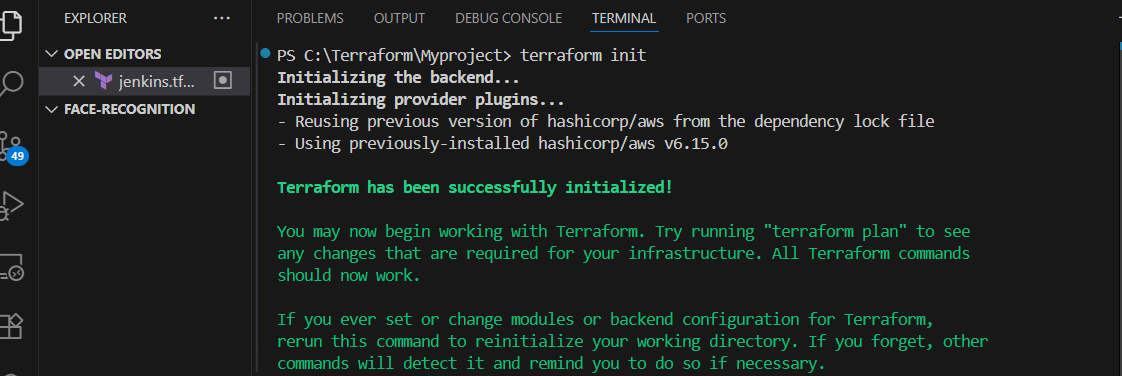 EXPLORER ...
PROBLEMS OUTPUT DEBUG CONSOLE TERMINAL PORTS
OPEN EDITORS
jenkins.tf...
FACE-RECOGNITION
49
PS C:\Terraform\Myproject> terraform init
Initializing the backend...
Initializing provider plugins...
- Reusing previous version of hashicorp/aws from the dependency lock file
- Using previously-installed hashicorp/aws v6.15.0
Terraform has been successfully initialized!
You may now begin working with Terraform. Try running "terraform plan" to see
any changes that are required for your infrastructure. All Terraform commands
should now work.
If you ever set or change modules or backend configuration for Terraform,
rerun this command to reinitialize your working directory. If you forget, other
commands will detect it and remind you to do so if necessary.